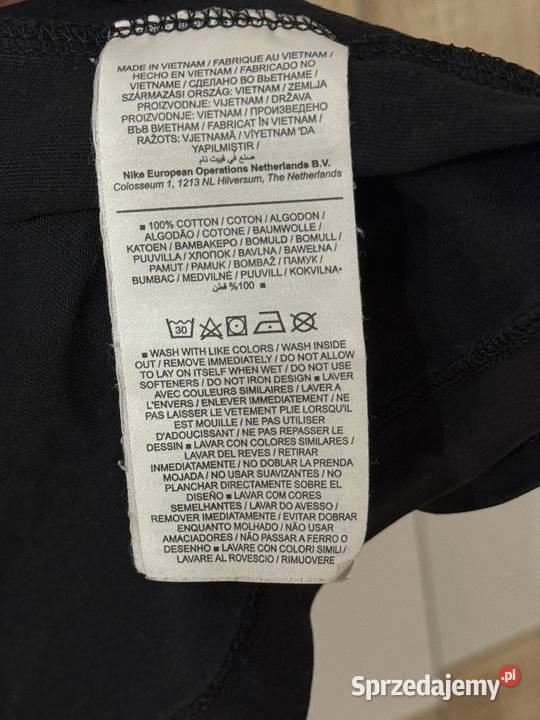 MADE IN VIETNAM / FABRIQUE AU VIETNAM /
HECHO EN VIETNAM / FABRICADO NO
VIETNAME / СДЕЛАНО ВО ВЬЕТНАМЕ /
SZÁRMAZÁSI ORSZÁG: VIETNAM / ZEMLJA
PROIZVODNJE: VIJETNAM / DRŽAVA
PROIZVODNJE: VIETNAM / ПРОИЗВЕДЕНО
ВЪВ ВИЕТНАМ / FABRICAT ÎN VIETNAM /
RAŽOTS: VJETNAMĀ / VİYETNAM 'DA
YAPILMIŞTIR /
صنع في فييت نام
Nike European Operations Netherlands B.V.
Colosseum 1, 1213 NL Hilversum, The Netherlands
■ 100% COTTON / COTON / ALGODON /
ALGODÃO / COTONE / BAUMWOLLE /
KATOEN / ΒΑΜΒΑΚΕΡΟ / BOMULD / BOMULL /
PUUVILLA / ХЛОПОК / BAVLNA / BAWEŁNA /
PAMUT / PAMUK / BOMBAŽ / ПАМУК /
BUMBAC / MEDVILNĖ / PUUVILL / KOKVILNA•
%100 قطن ■
30
■ WASH WITH LIKE COLORS / WASH INSIDE
OUT / REMOVE IMMEDIATELY / DO NOT ALLOW
TO LAY ON ITSELF WHEN WET / DO NOT USE
SOFTENERS / DO NOT IRON DESIGN ■ LAVER
AVEC COULEURS SIMILAIRES / LAVER A
L'ENVERS / ENLEVER IMMEDIATEMENT / NE
PAS LAISSER LE VETEMENT PLIE LORSQU'IL
EST MOUILLE / NE PAS UTILISER
D'ADOUCISSANT / NE PAS REPASSER LE
DESSIN ■ LAVAR CON COLORES SIMILARES /
LAVAR DEL REVES / RETIRAR
INMEDIATAMENTE / NO DOBLAR LA PRENDA
MOJADA / NO USAR SUAVIZANTES / NO
PLANCHAR DIRECTAMENTE SOBRE EL
DISEÑO ■ LAVAR COM CORES
SEMELHANTES / LAVAR DO AVESSO /
REMOVER IMEDIATAMENTE / EVITAR DOBRAR
ENQUANTO MOLHADO / NÃO USAR
AMACIADORES / NÃO PASSAR A FERRO O
DESENHO ■ LAVARE CON COLORI SIMILI /
LAVARE AL ROVESCIO / RIMUOVERE
Sprzedajemy.pl